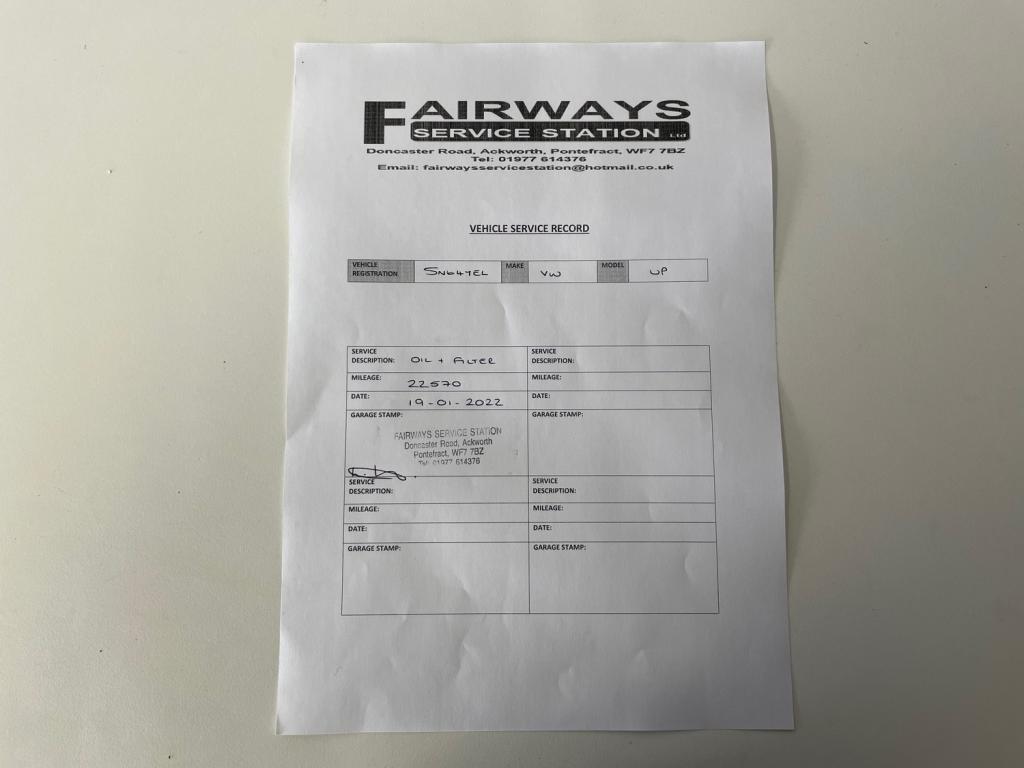 FAIRWAYS
SERVICE STATION Ltd
Doncaster Road, Ackworth, Pontefract, WF7 7BZ
Tel: 01977 614376
Email: fairwaysservicestation@hotmail.co.uk
VEHICLE SERVICE RECORD
VEHICLE REGISTRATION SN64YEL MAKE VW MODEL UP
SERVICE
DESCRIPTION: OIL + FILTER
MILEAGE: 22570
DATE: 19-01-2022
GARAGE STAMP:
FAIRWAYS SERVICE STATION
Doncaster Road, Ackworth
Pontefract, WF7 7BZ
Tel: 01977 614376
SERVICE
DESCRIPTION:
MILEAGE:
DATE:
GARAGE STAMP:
SERVICE
DESCRIPTION:
MILEAGE:
DATE:
GARAGE STAMP:
SERVICE
DESCRIPTION:
MILEAGE:
DATE:
GARAGE STAMP: